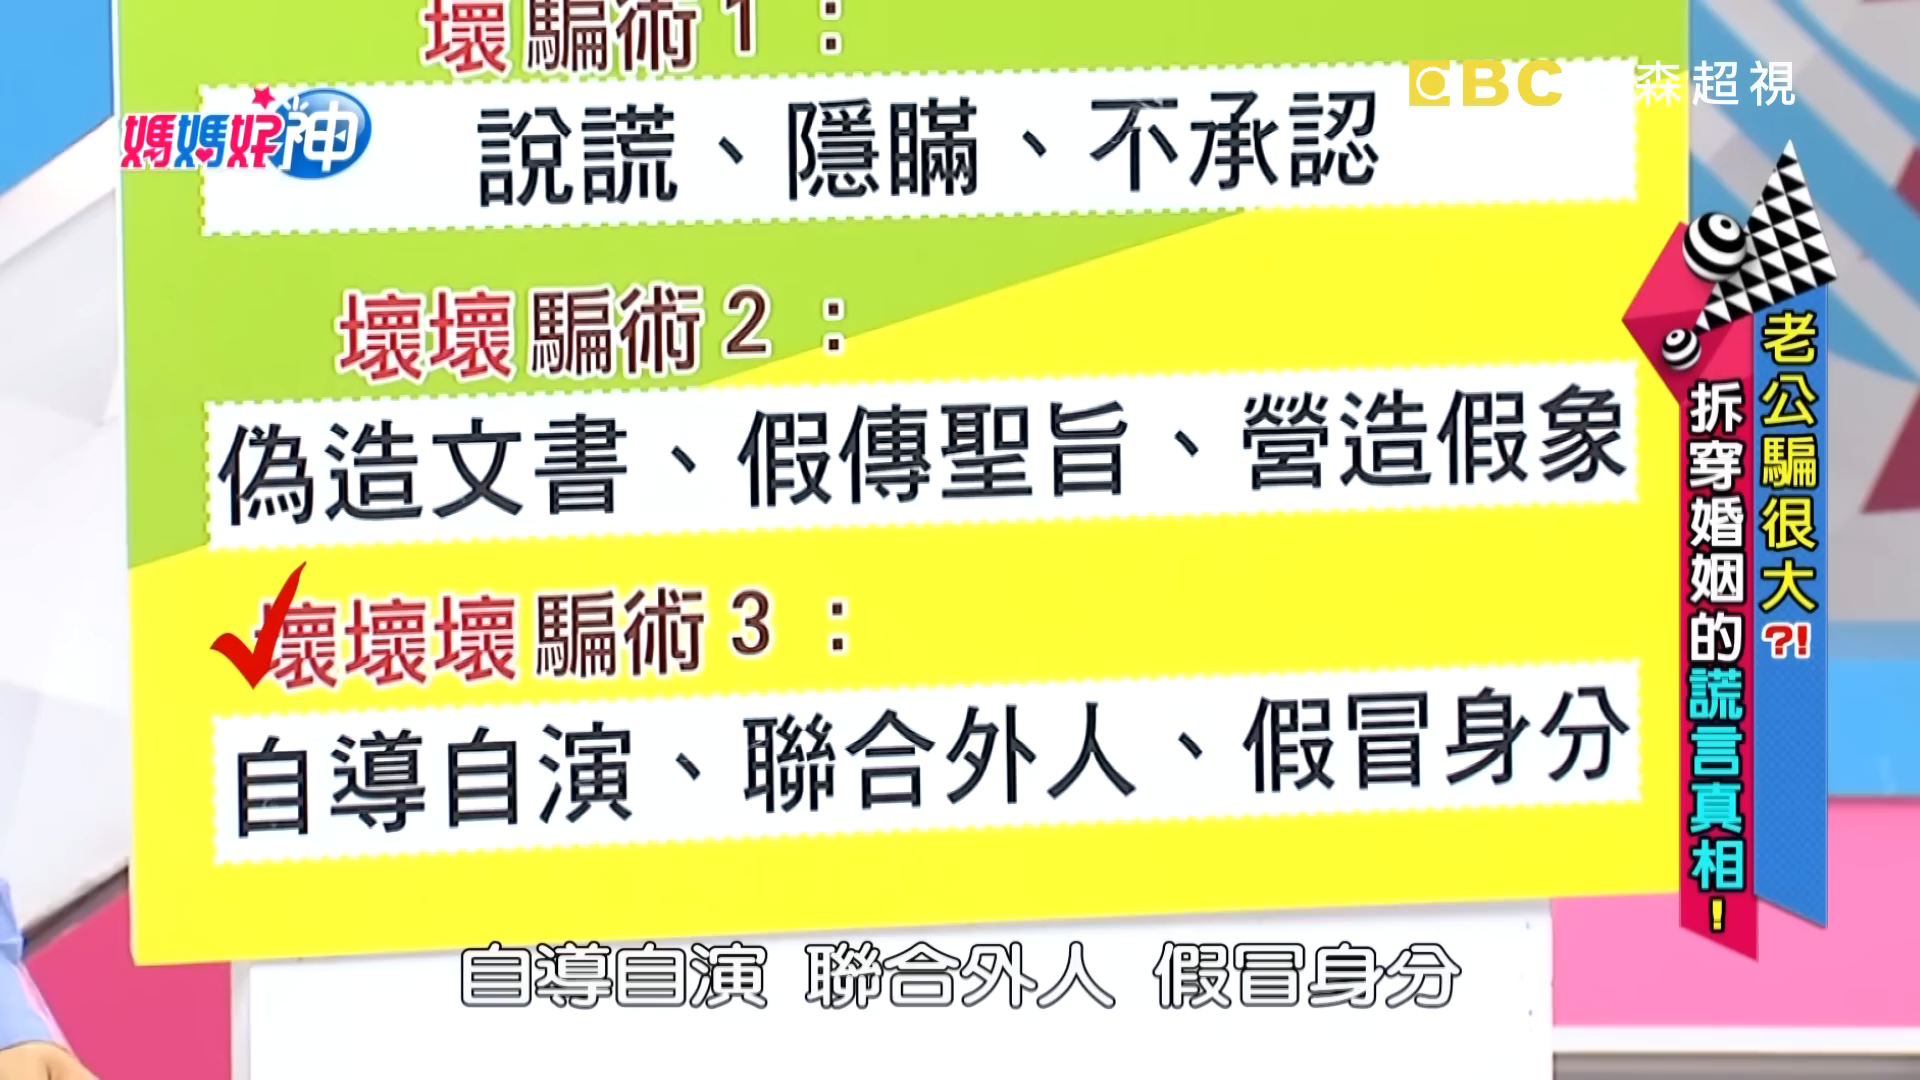 壞騙術1：
EBC 東森超視
媽媽好神
說謊、隱瞞、不承認
壞壞騙術2：
偽造文書、假傳聖旨、營造假象
壞壞壞騙術3：
自導自演、聯合外人、假冒身分
老公騙很大?!
拆穿婚姻的謊言真相！
自導自演 聯合外人 假冒身分